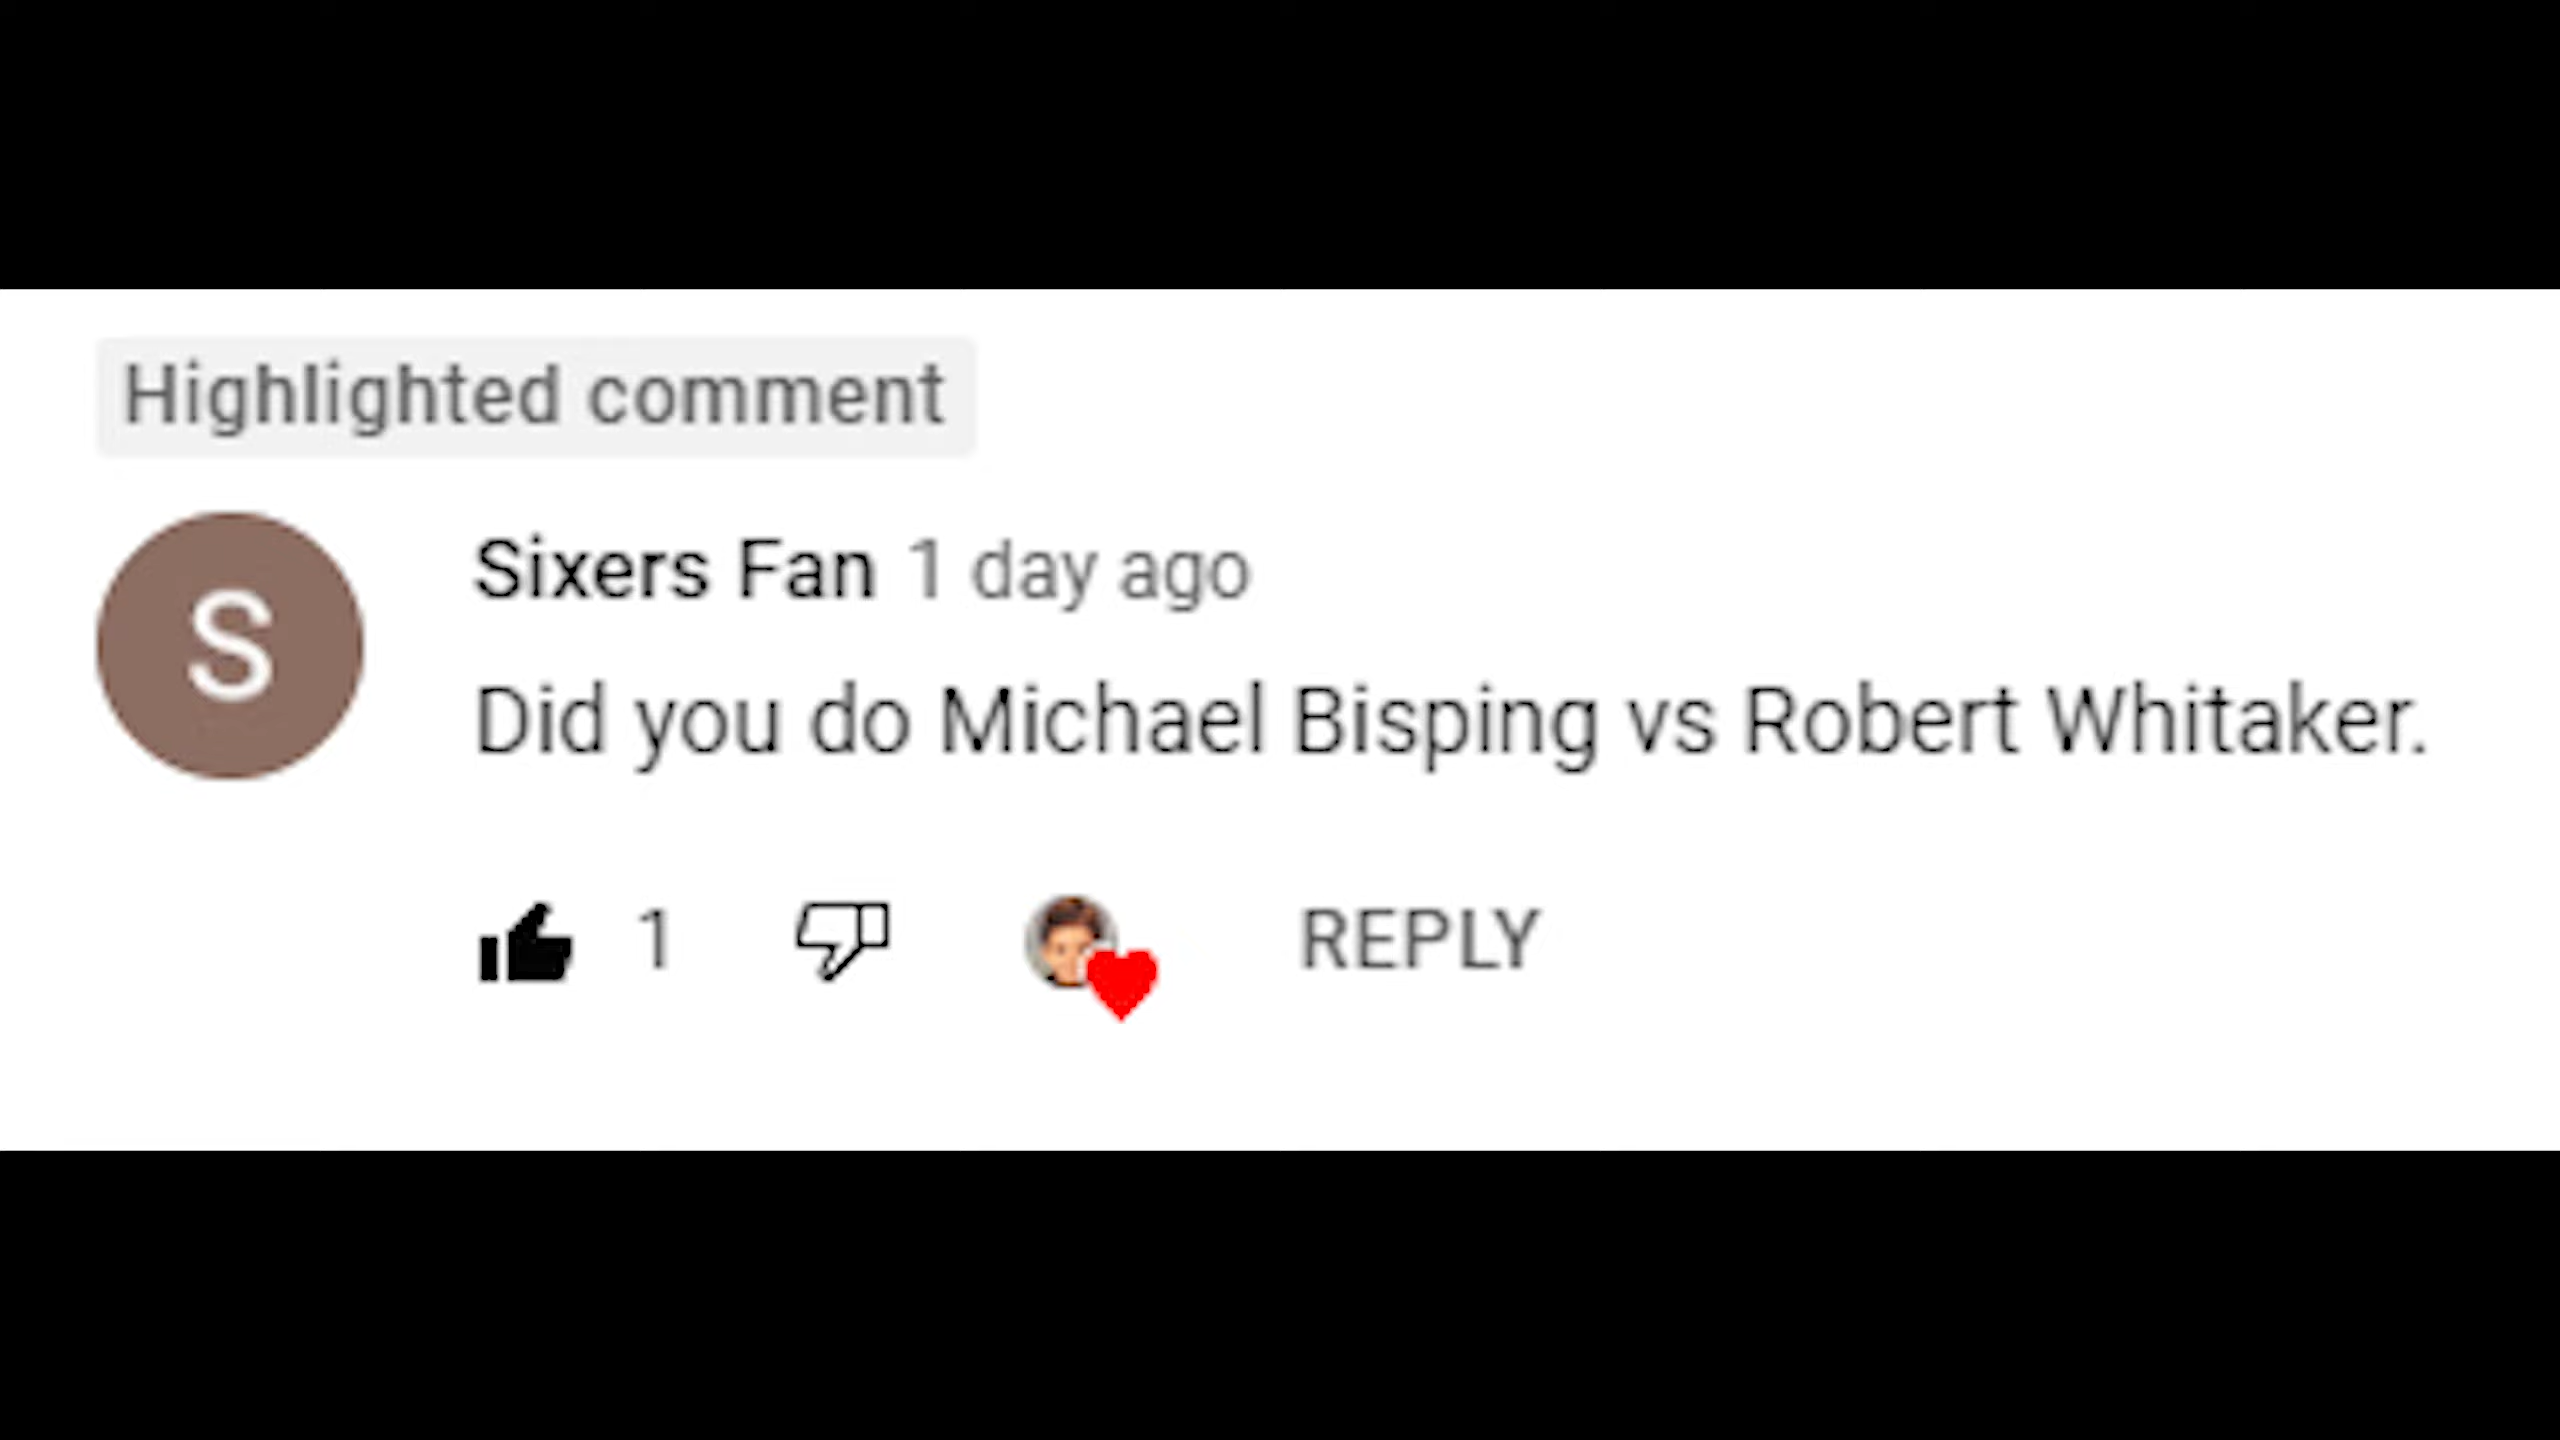 Highlighted comment
S
Sixers Fan 1 day ago
Did you do Michael Bisping vs Robert Whitaker.
1
REPLY